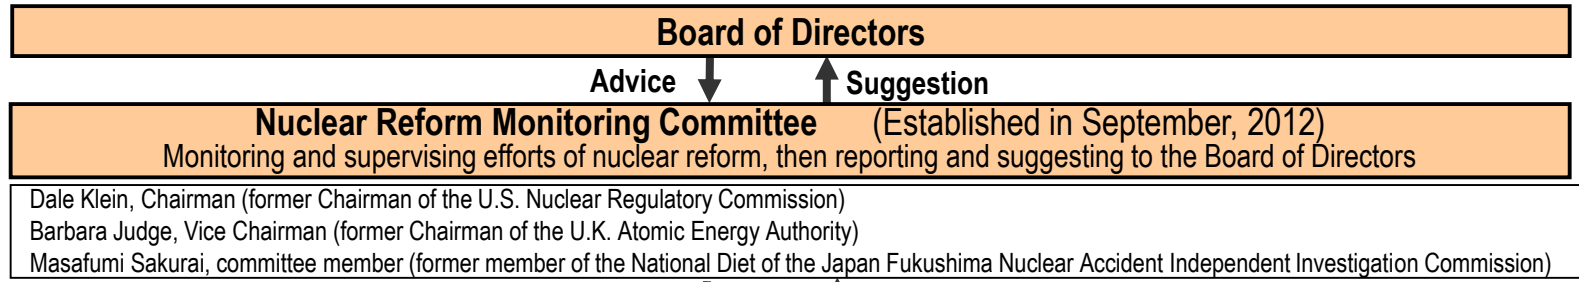 Board of Directors
Advice Suggestion
Nuclear Reform Monitoring Committee (Established in September, 2012)
Monitoring and supervising efforts of nuclear reform, then reporting and suggesting to the Board of Directors
Dale Klein, Chairman (former Chairman of the U.S. Nuclear Regulatory Commission)
Barbara Judge, Vice Chairman (former Chairman of the U.K. Atomic Energy Authority)
Masafumi Sakurai, committee member (former member of the National Diet of the Japan Fukushima Nuclear Accident Independent Investigation Commission)